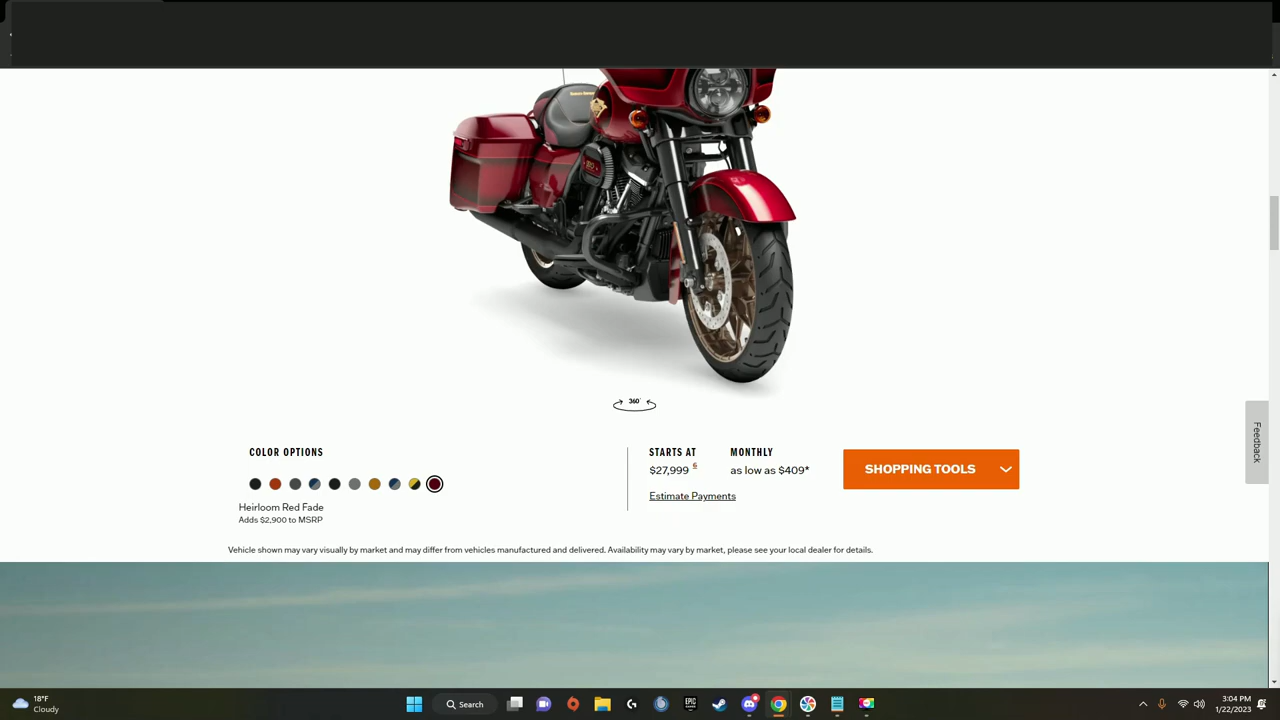 360°
COLOR OPTIONS
Heirloom Red Fade
Adds $2,900 to MSRP
STARTS AT
$27,999 6
MONTHLY
as low as $409*
Estimate Payments
SHOPPING TOOLS
Vehicle shown may vary visually by market and may differ from vehicles manufactured and delivered. Availability may vary by market, please see your local dealer for details.
Feedback
18°F
Cloudy
Search
EPIC
3:04 PM
1/22/2023